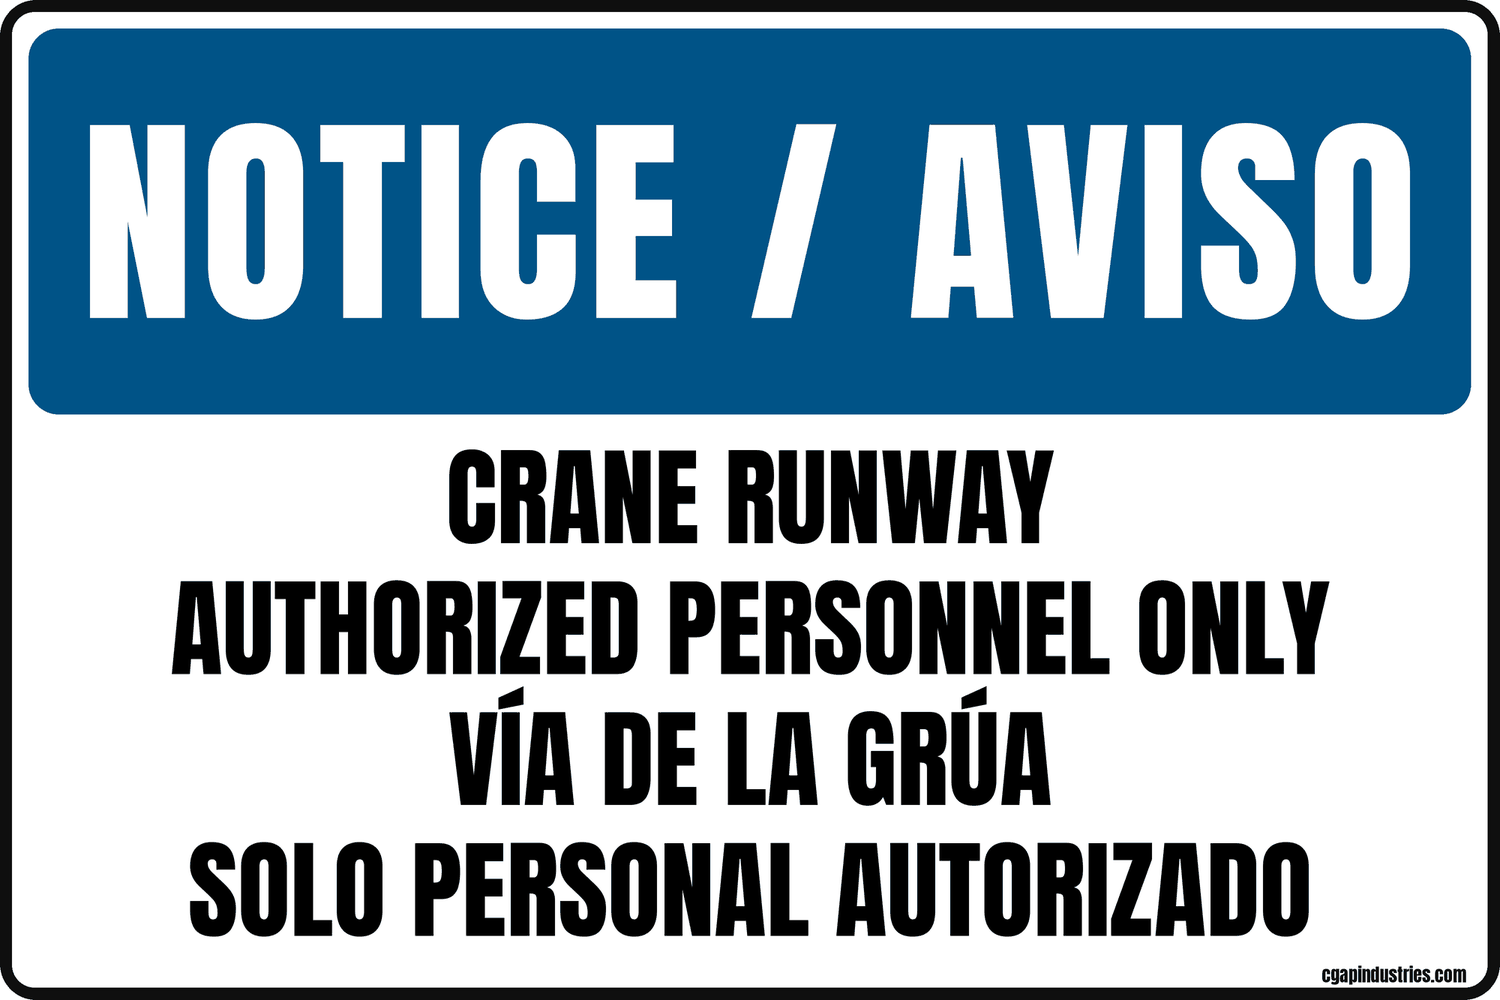 NOTICE / AVISO
CRANE RUNWAY
AUTHORIZED PERSONNEL ONLY
VÍA DE LA GRÚA
SOLO PERSONAL AUTORIZADO
cgapindustries.com